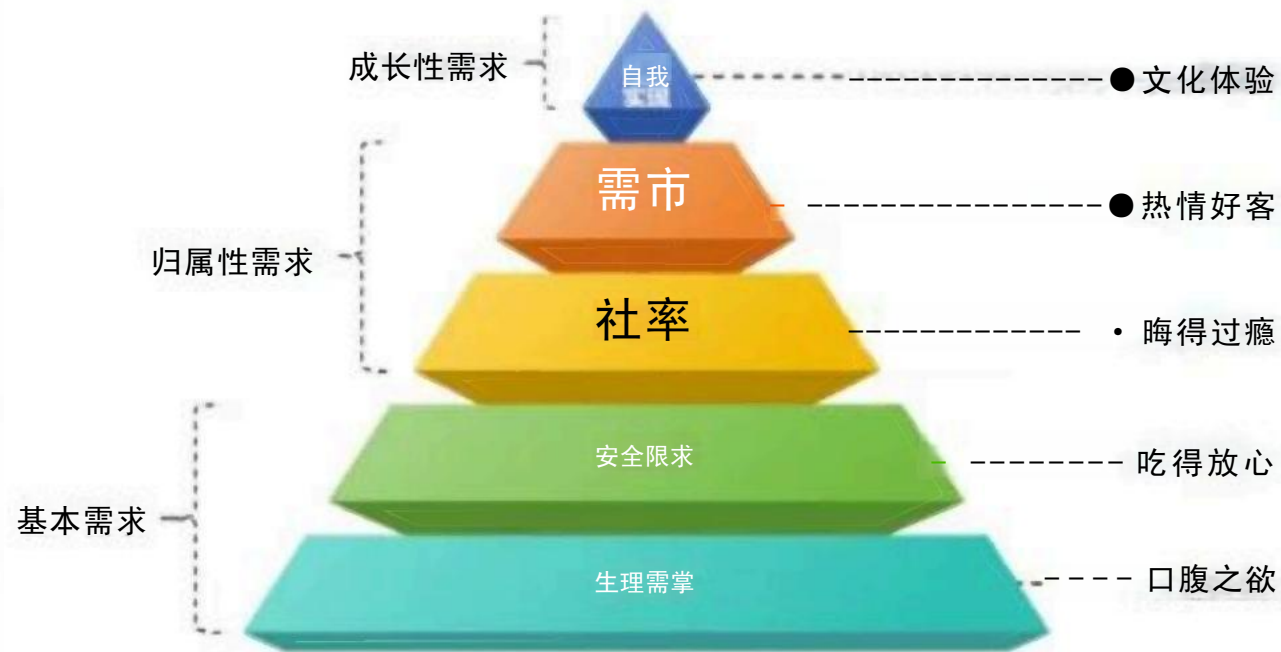 成长性需求
自我
●文化体验
需市
●热情好客
归属性需求
社率
· 晦得过瘾
安全限求
吃得放心
基本需求
生理需掌
口腹之欲